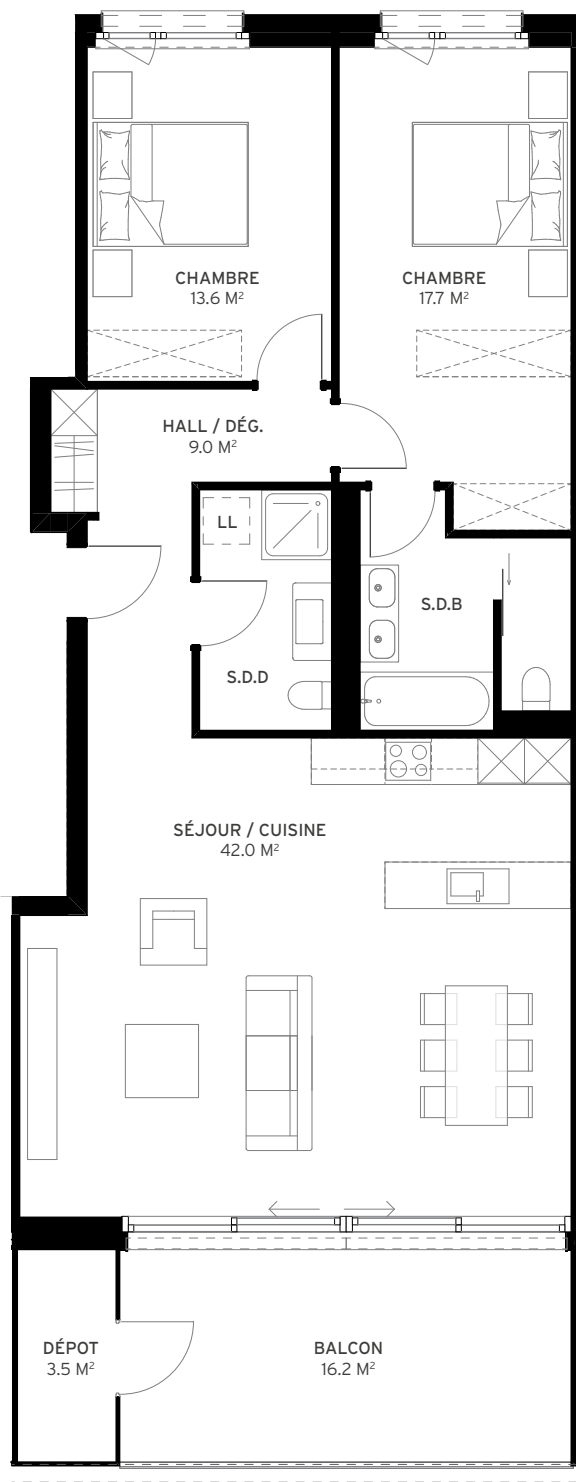 CHAMBRE
13.6 M²
CHAMBRE
17.7 M²
HALL / DÉG.
9.0 M²
LL
S.D.B
S.D.D
SÉJOUR / CUISINE
42.0 M²
DÉPOT
3.5 M²
BALCON
16.2 M²